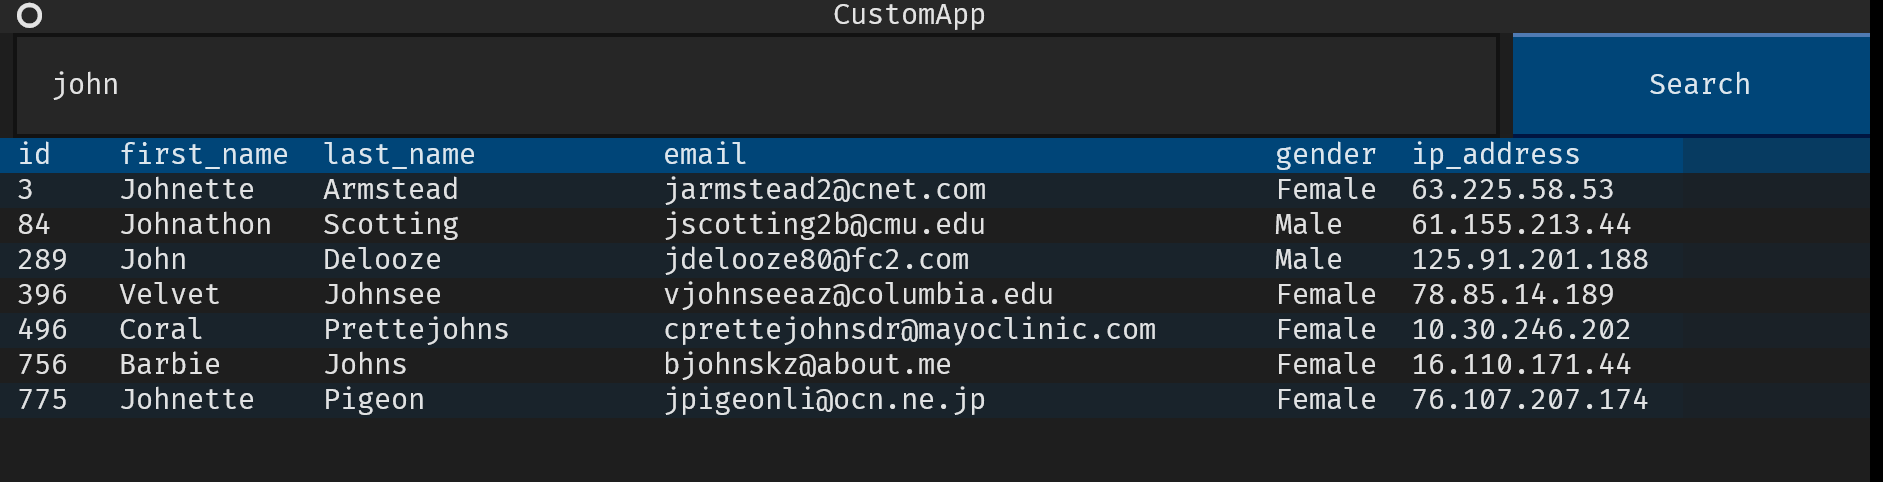 CustomApp
john Search
id first_name last_name email gender ip_address
3 Johnette Armstead jarmstead2@cnet.com Female 63.225.58.53
84 Johnathon Scotting jscotting2b@cmu.edu Male 61.155.213.44
289 John Delooze jdelooze80@fc2.com Male 125.91.201.188
396 Velvet Johnsee vjohnseeaz@columbia.edu Female 78.85.14.189
496 Coral Prettejohns cprettejohnsdr@mayoclinic.com Female 10.30.246.202
756 Barbie Johns bjohnskz@about.me Female 16.110.171.44
775 Johnette Pigeon jpigeonli@ocn.ne.jp Female 76.107.207.174